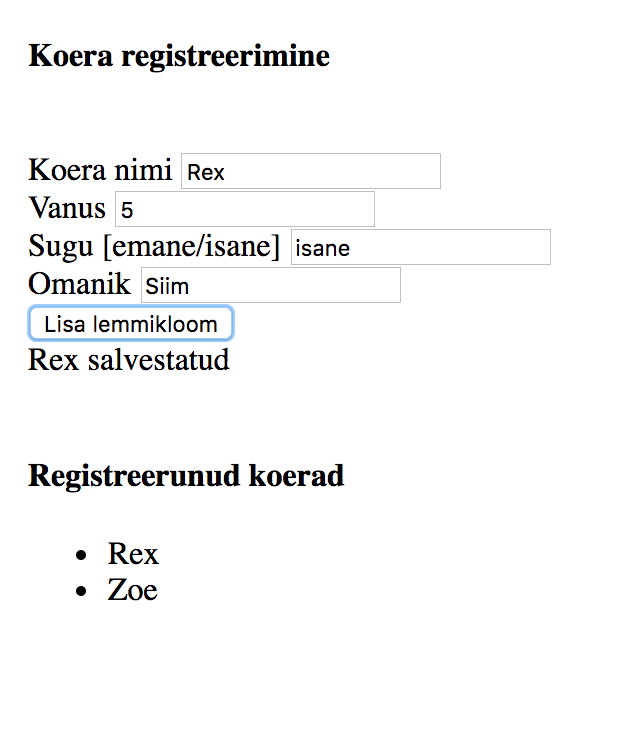 Koera registreerimine
Koera nimi Rex
Vanus 5
Sugu [emane/isane] isane
Omanik Siim
Lisa lemmikloom
Rex salvestatud
Registreerunud koerad
Rex
Zoe